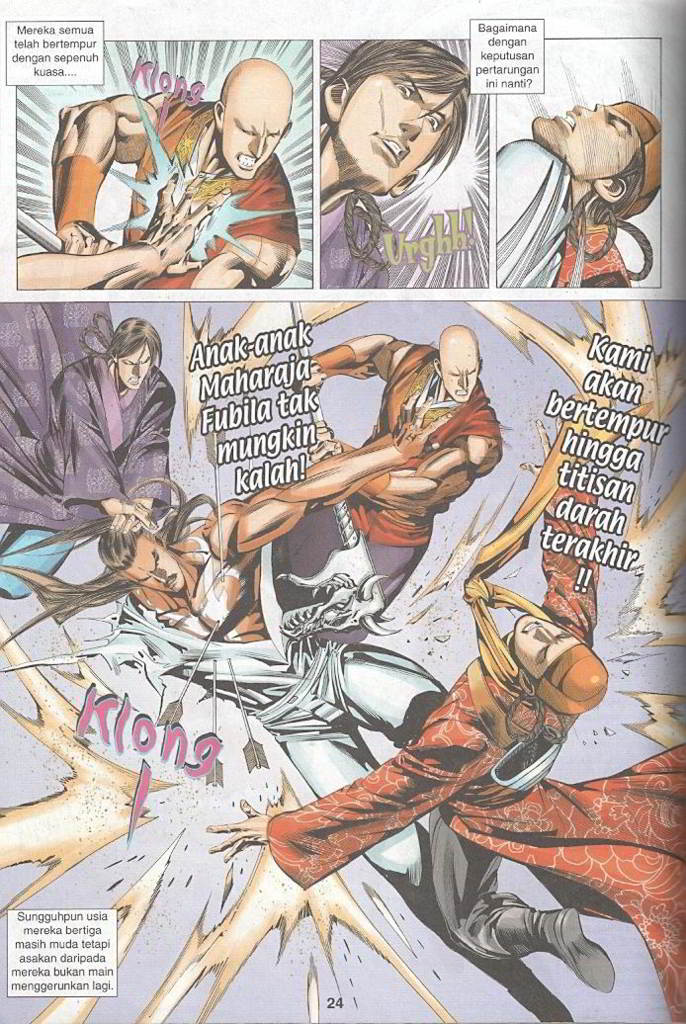 Mereka semua
telah bertempur
dengan sepenuh
kuasa....
Klong
!
Urghh!
Bagaimana
dengan
keputusan
pertarungan
ini nanti?
Anak-anak
Maharaja
Fubila tak
mungkin
kalah!
Kami
akan
bertempur
hingga
titisan
darah
terakhir
!!
Klong
!
Sungguhpun usia
mereka bertiga
masih muda tetapi
asakan daripada
mereka bukan main
menggerunkan lagi.
24